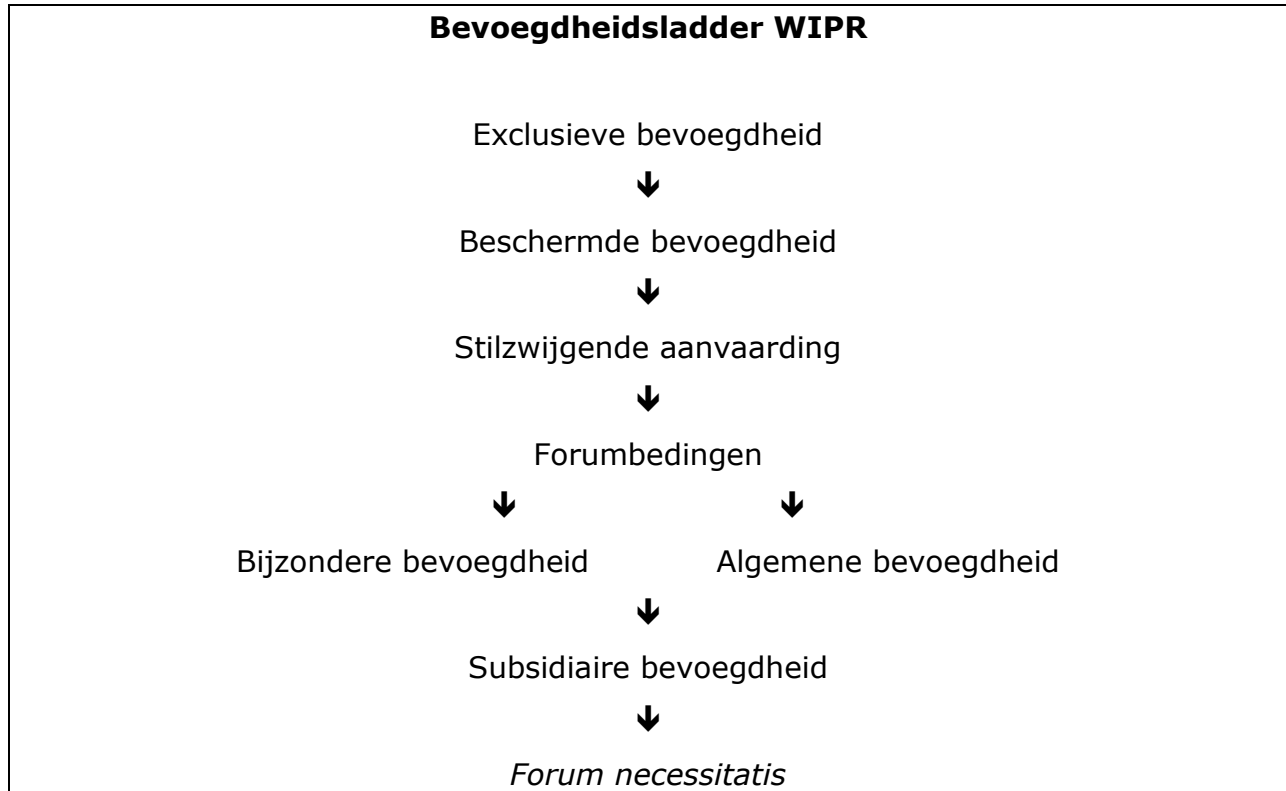 Bevoegdheidsladder WIPR
Exclusieve bevoegdheid
Beschermde bevoegdheid
Stilzwijgende aanvaarding
Forumbedingen
Bijzondere bevoegdheid Algemene bevoegdheid
Subsidiaire bevoegdheid
Forum necessitatis